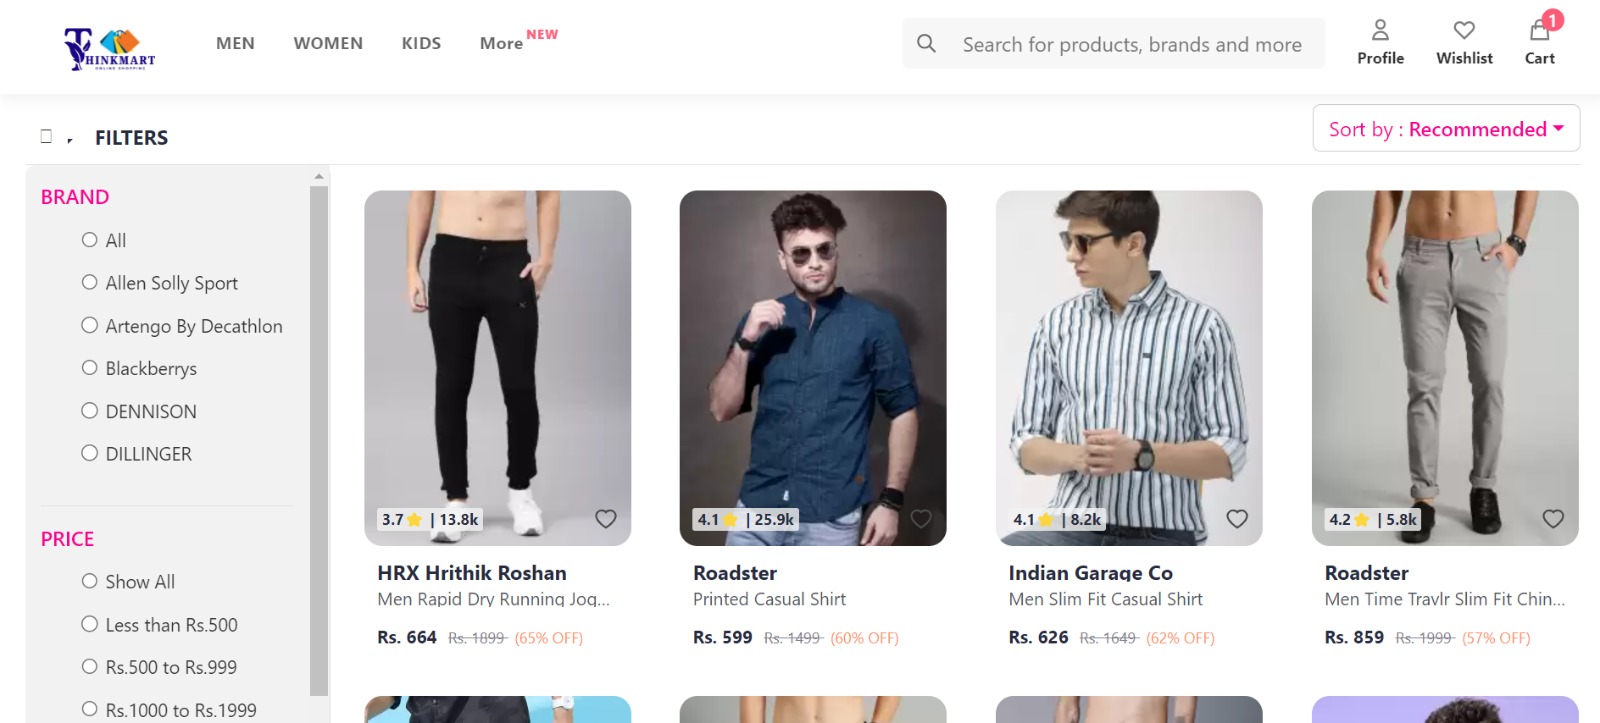 THINKMART
ONLINE SHOPPING
MEN
WOMEN
KIDS
More NEW
Search for products, brands and more
Profile
Wishlist
1
Cart
FILTERS
Sort by : Recommended
BRAND
All
Allen Solly Sport
Artengo By Decathlon
Blackberrys
DENNISON
DILLINGER
PRICE
Show All
Less than Rs.500
Rs.500 to Rs.999
Rs.1000 to Rs.1999
3.7 | 13.8k
HRX Hrithik Roshan
Men Rapid Dry Running Jog...
Rs. 664 Rs. 1899 (65% OFF)
4.1 | 25.9k
Roadster
Printed Casual Shirt
Rs. 599 Rs. 1499 (60% OFF)
4.1 | 8.2k
Indian Garage Co
Men Slim Fit Casual Shirt
Rs. 626 Rs. 1649 (62% OFF)
4.2 | 5.8k
Roadster
Men Time Travlr Slim Fit Chin...
Rs. 859 Rs. 1999 (57% OFF)